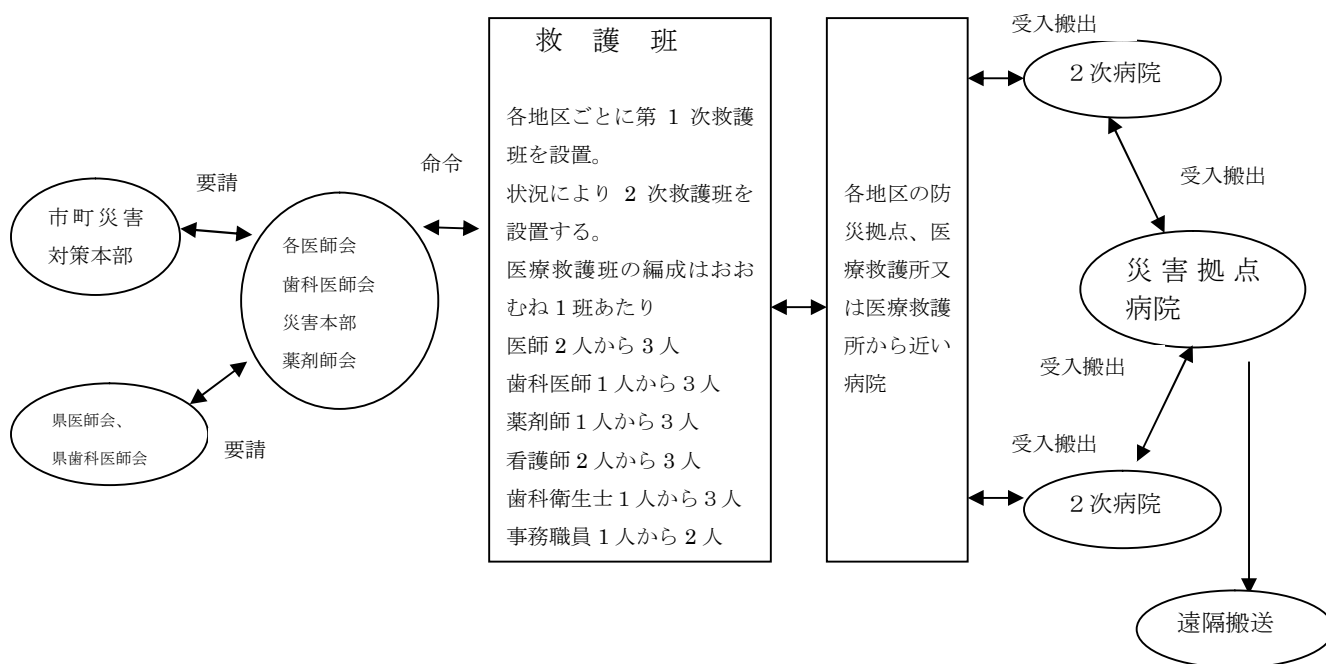 市町災害
対策本部
要請
県医師会、
県歯科医師会
要請
各医師会
歯科医師会
災害本部
薬剤師会
命令
救 護 班
各地区ごとに第 1 次救護
班を設置。
状況により 2 次救護班を
設置する。
医療救護班の編成はおお
むね１班あたり
医師２人から３人
歯科医師１人から３人
薬剤師１人から３人
看護師２人から３人
歯科衛生士１人から３人
事務職員１人から２人
各地区の防
災拠点、医
療救護所又
は医療救護
所から近い
病院
受入搬出
２次病院
受入搬出
災害拠点
病院
受入搬出
受入搬出
２次病院
遠隔搬送